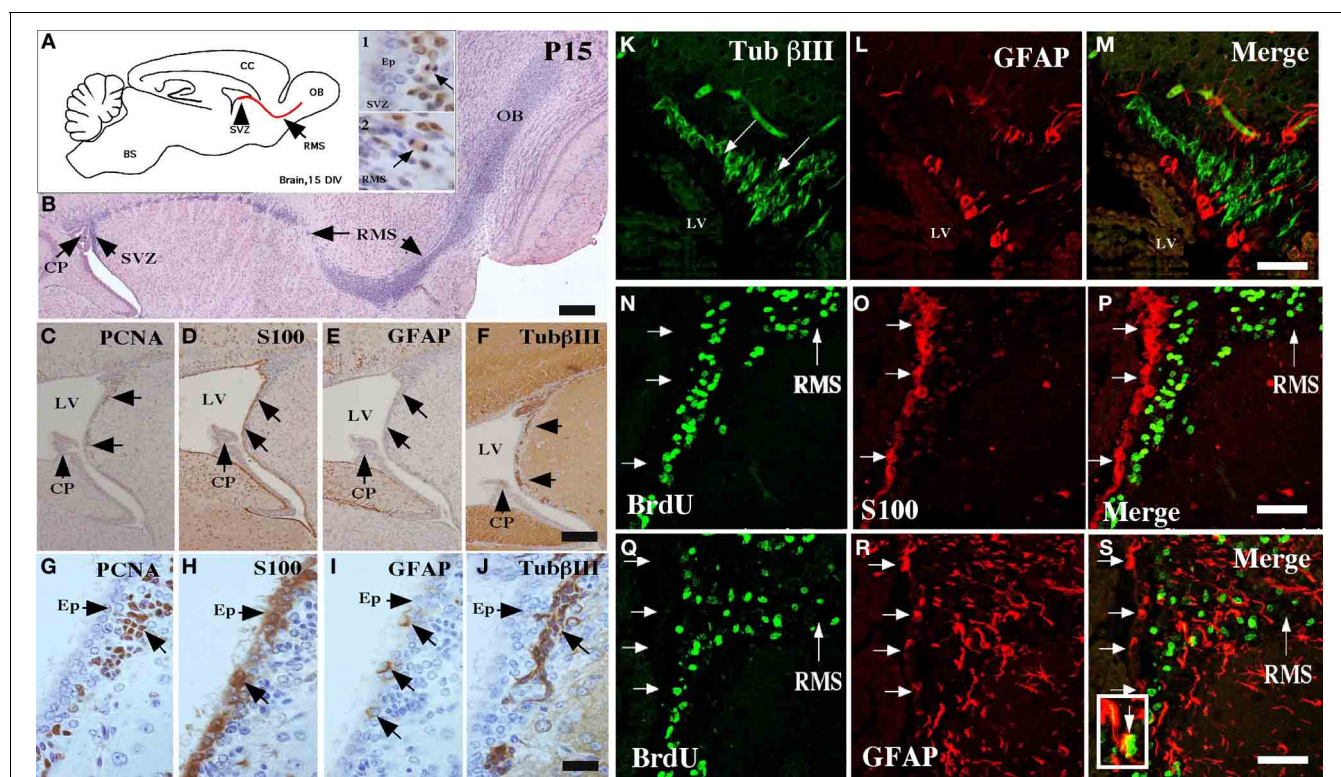 A
CC
OB
SVZ
RMS
BS
Brain,15 DIV
1
Ep
SVZ
2
RMS
P15
OB
B
CP
SVZ
RMS
C
PCNA
LV
CP
D
S100
LV
CP
E
GFAP
LV
CP
F
TubβIII
LV
CP
G
PCNA
Ep
H
S100
I
GFAP
Ep
J
TubβIII
Ep
K
Tub βIII
LV
L
GFAP
LV
M
Merge
LV
N
RMS
BrdU
O
S100
P
RMS
Merge
Q
RMS
BrdU
R
GFAP
S
Merge
RMS